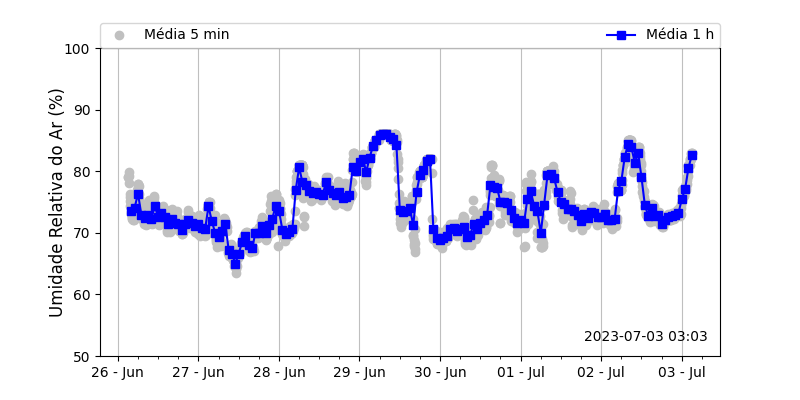 Média 5 min
Média 1 h
Umidade Relativa do Ar (%)
100
90
80
70
60
50
2023-07-03 03:03
26 - Jun
27 - Jun
28 - Jun
29 - Jun
30 - Jun
01 - Jul
02 - Jul
03 - Jul